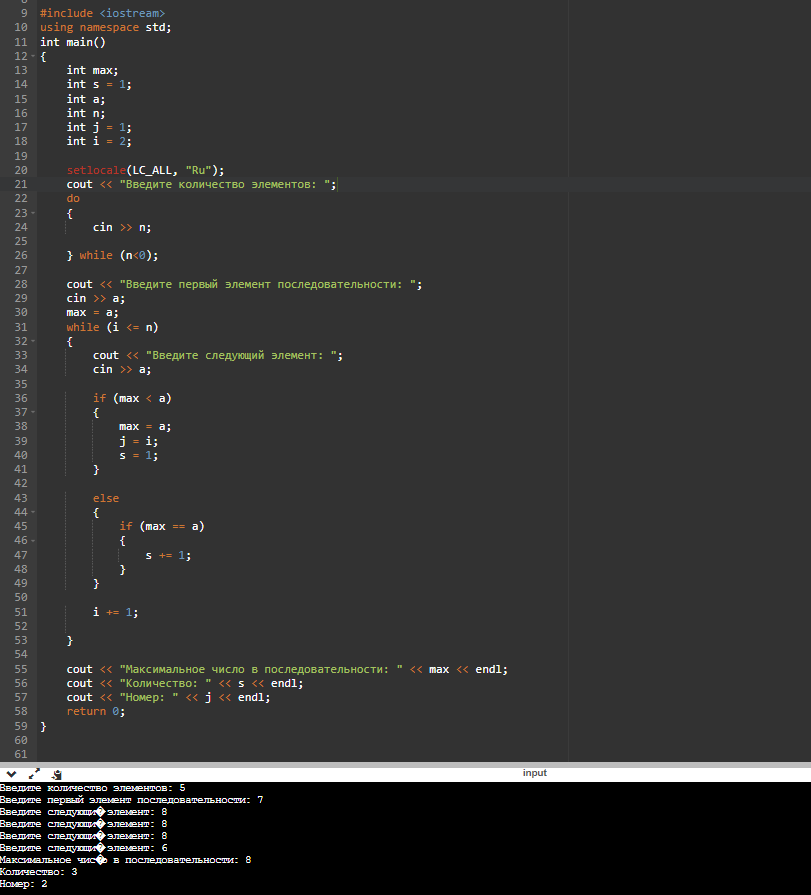 8
9 #include <iostream>
10 using namespace std;
11 int main()
12 {
13 int max;
14 int s = 1;
15 int a;
16 int n;
17 int j = 1;
18 int i = 2;
19
20 setlocale(LC_ALL, "Ru");
21 cout << "Введите количество элементов: ";
22 do
23 {
24 cin >> n;
25
26 } while (n<0);
27
28 cout << "Введите первый элемент последовательности: ";
29 cin >> a;
30 max = a;
31 while (i <= n)
32 {
33 cout << "Введите следующий элемент: ";
34 cin >> a;
35
36 if (max < a)
37 {
38 max = a;
39 j = i;
40 s = 1;
41 }
42
43 else
44 {
45 if (max == a)
46 {
47 s += 1;
48 }
49 }
50
51 i += 1;
52
53 }
54
55 cout << "Максимальное число в последовательности: " << max << endl;
56 cout << "Количество: " << s << endl;
57 cout << "Номер: " << j << endl;
58 return 0;
59 }
60
61
input
Введите количество элементов: 5
Введите первый элемент последовательности: 7
Введите следующи�элемент: 8
Введите следующи�элемент: 8
Введите следующи�элемент: 8
Введите следующи�элемент: 6
Максимальное чис�о в последовательности: 8
Количество: 3
Номер: 2